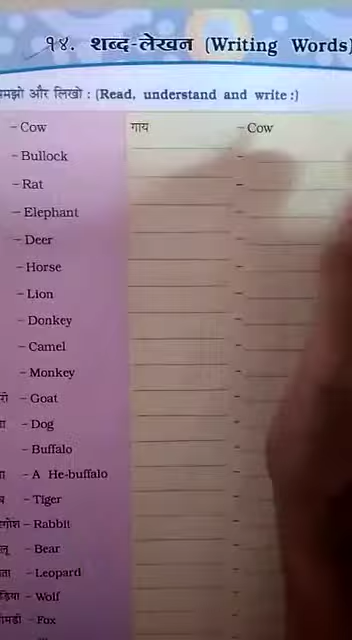 १४. शब्द-लेखन (Writing Words)
और लिखो : (Read, understand and write :)
– Cow गाय – Cow
– Bullock –
– Rat –
– Elephant –
– Deer –
– Horse –
– Lion –
– Donkey –
– Camel –
– Monkey –
– Goat –
– Dog –
– Buffalo –
– A He-buffalo –
– Tiger –
– Rabbit –
– Bear –
– Leopard –
– Wolf –
– Fox –